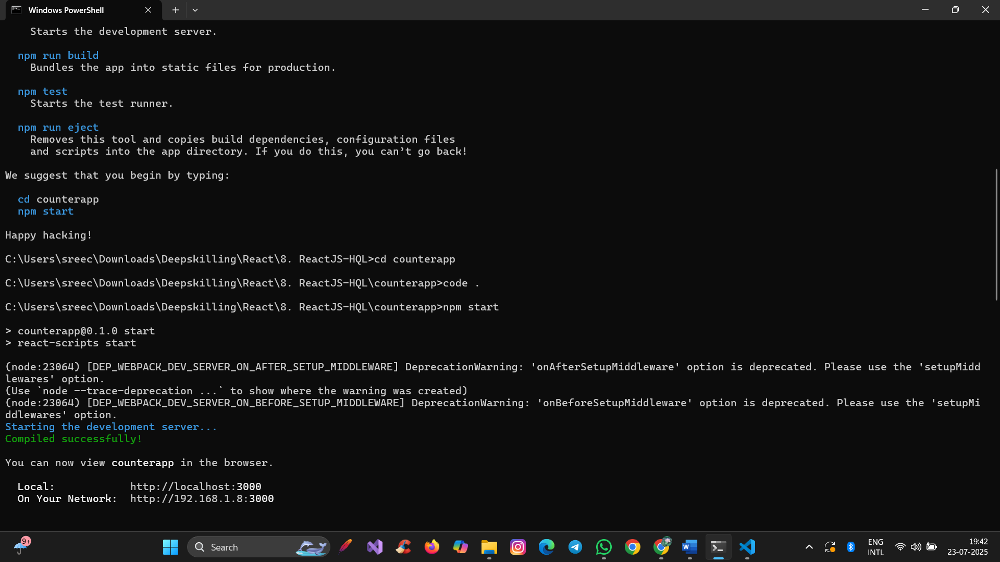 Windows PowerShell
Starts the development server.
npm run build
Bundles the app into static files for production.
npm test
Starts the test runner.
npm run eject
Removes this tool and copies build dependencies, configuration files
and scripts into the app directory. If you do this, you can’t go back!
We suggest that you begin by typing:
cd counterapp
npm start
Happy hacking!
C:\Users\sreec\Downloads\Deepskilling\React\8. ReactJS-HQL>cd counterapp
C:\Users\sreec\Downloads\Deepskilling\React\8. ReactJS-HQL\counterapp>code .
C:\Users\sreec\Downloads\Deepskilling\React\8. ReactJS-HQL\counterapp>npm start
> counterapp@0.1.0 start
> react-scripts start
(node:23064) [DEP_WEBPACK_DEV_SERVER_ON_AFTER_SETUP_MIDDLEWARE] DeprecationWarning: 'onAfterSetupMiddleware' option is deprecated. Please use the 'setupMidd
lewares' option.
(Use `node --trace-deprecation ...` to show where the warning was created)
(node:23064) [DEP_WEBPACK_DEV_SERVER_ON_BEFORE_SETUP_MIDDLEWARE] DeprecationWarning: 'onBeforeSetupMiddleware' option is deprecated. Please use the 'setupMi
ddlewares' option.
Starting the development server...
Compiled successfully!
You can now view counterapp in the browser.
Local: http://localhost:3000
On Your Network: http://192.168.1.8:3000
9+
Search
ENG
INTL
19:42
23-07-2025